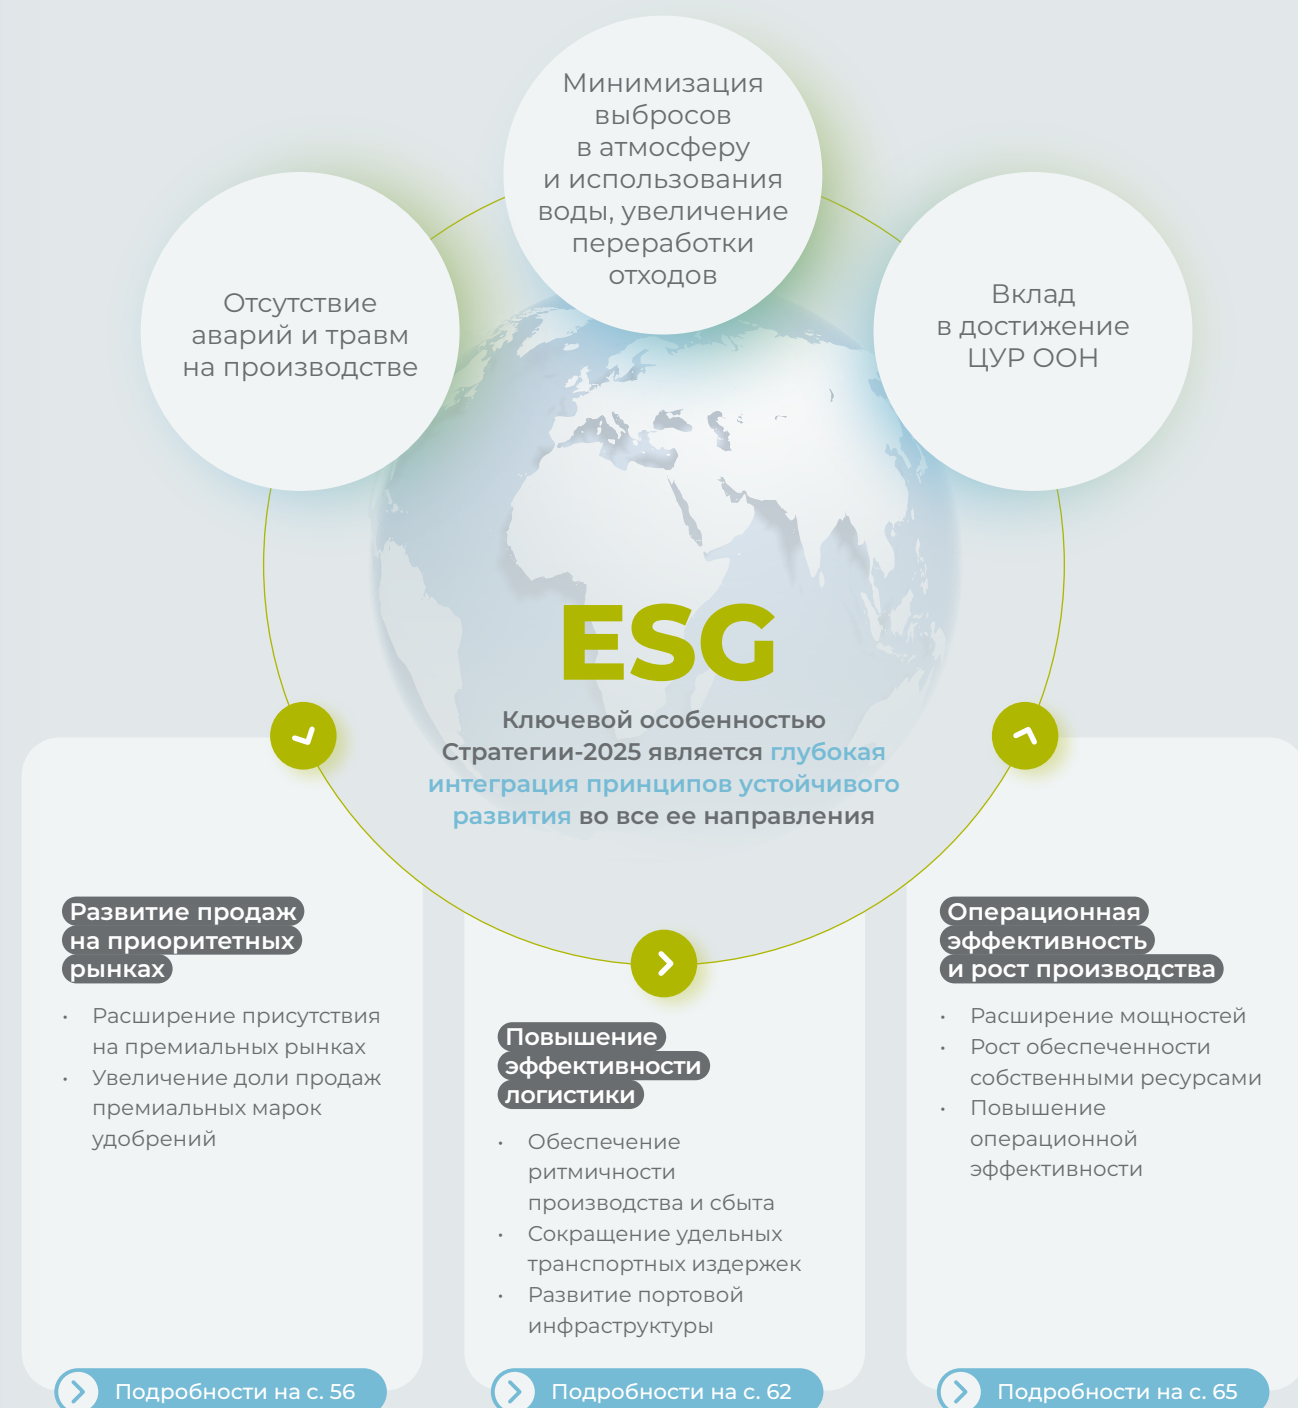 Минимизация
выбросов
в атмосферу
и использования
воды, увеличение
переработки
отходов
Отсутствие
аварий и травм
на производстве
Вклад
в достижение
ЦУР ООН
ESG
Ключевой особенностью
Стратегии-2025 является глубокая
интеграция принципов устойчивого
развития во все ее направления
Развитие продаж
на приоритетных
рынках
• Расширение присутствия
на премиальных рынках
• Увеличение доли продаж
премиальных марок
удобрений
Подробности на с. 56
Повышение
эффективности
логистики
• Обеспечение
ритмичности
производства и сбыта
• Сокращение удельных
транспортных издержек
• Развитие портовой
инфраструктуры
Подробности на с. 62
Операционная
эффективность
и рост производства
• Расширение мощностей
• Рост обеспеченности
собственными ресурсами
• Повышение
операционной
эффективности
Подробности на с. 65